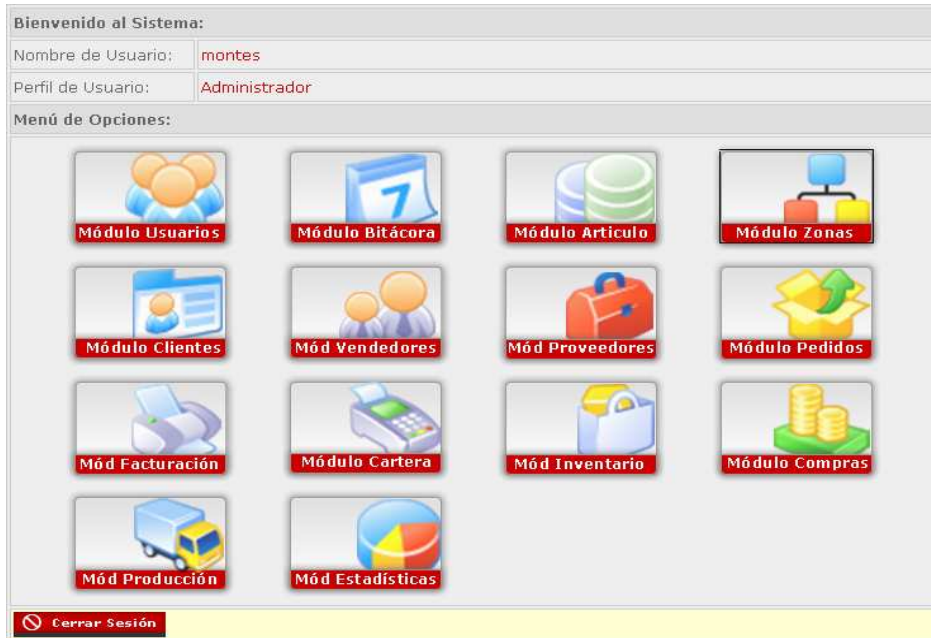 Bienvenido al Sistema:
Nombre de Usuario: montes
Perfil de Usuario: Administrador
Menú de Opciones:
7
Módulo Usuarios Módulo Bitácora Módulo Articulo Módulo Zonas
Módulo Clientes Mód Vendedores Mód Proveedores Módulo Pedidos
Mód Facturación Módulo Cartera Mód Inventario Módulo Compras
Mód Producción Mód Estadísticas
Cerrar Sesión